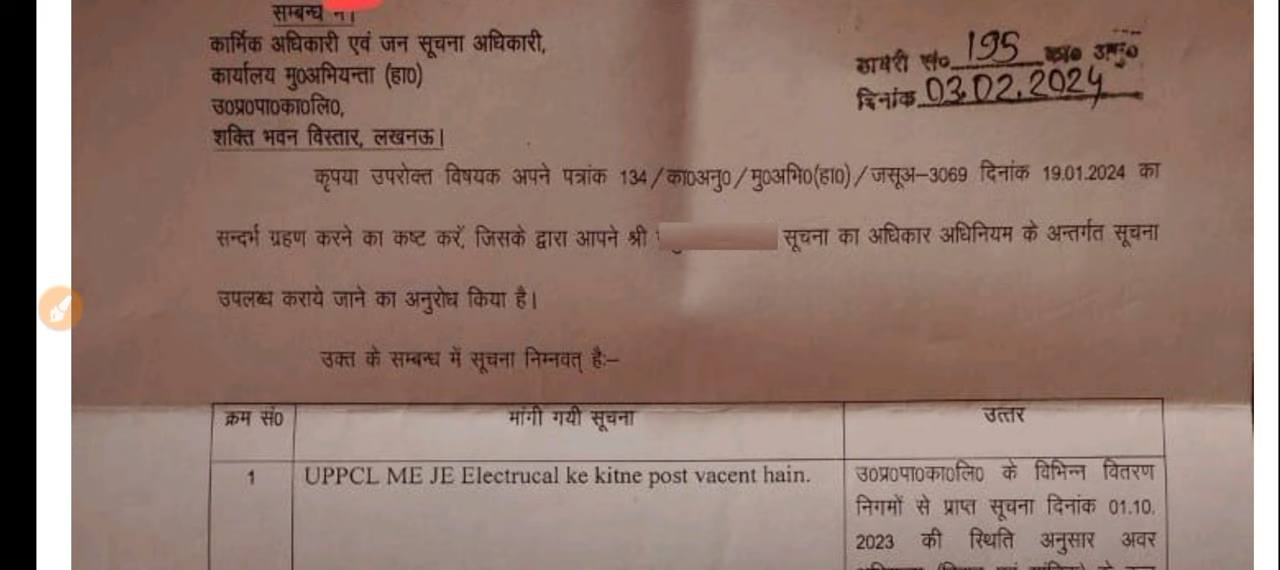 सम्बन्ध में।
कार्मिक अधिकारी एवं जन सूचना अधिकारी,
कार्यालय मु0अभियन्ता (हा0)
उ0प्र0पा0का0लि0,
शक्ति भवन विस्तार, लखनऊ।
डायरी सं० 195 का० अनु०
दिनांक 03.02.2024
कृपया उपरोक्त विषयक अपने पत्रांक 134/का0अनु0/मु0अभि0(हा0)/जसूअ–3069 दिनांक 19.01.2024 का
सन्दर्भ ग्रहण करने का कष्ट करें, जिसके द्वारा आपने श्री सूचना का अधिकार अधिनियम के अन्तर्गत सूचना
उपलब्ध कराये जाने का अनुरोध किया है।
उक्त के सम्बन्ध में सूचना निम्नवत् है:–
क्रम सं0 मांगी गयी सूचना उत्तर
1 UPPCL ME JE Electrucal ke kitne post vacent hain.
उ0प्र0पा0का0लि0 के विभिन्न वितरण
निगमों से प्राप्त सूचना दिनांक 01.10.
2023 की स्थिति अनुसार अवर